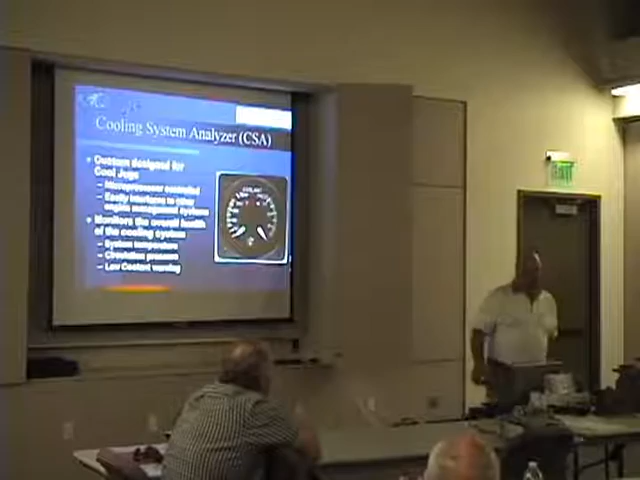 Cooling System Analyzer (CSA)
Custom designed for
Cool Jugs
– Microprocessor controlled
– Easily interfaces to other
engine management systems
Monitors the overall health
of the cooling system
– System temperature
– Circulation pressure
– Low Coolant warning
EXIT